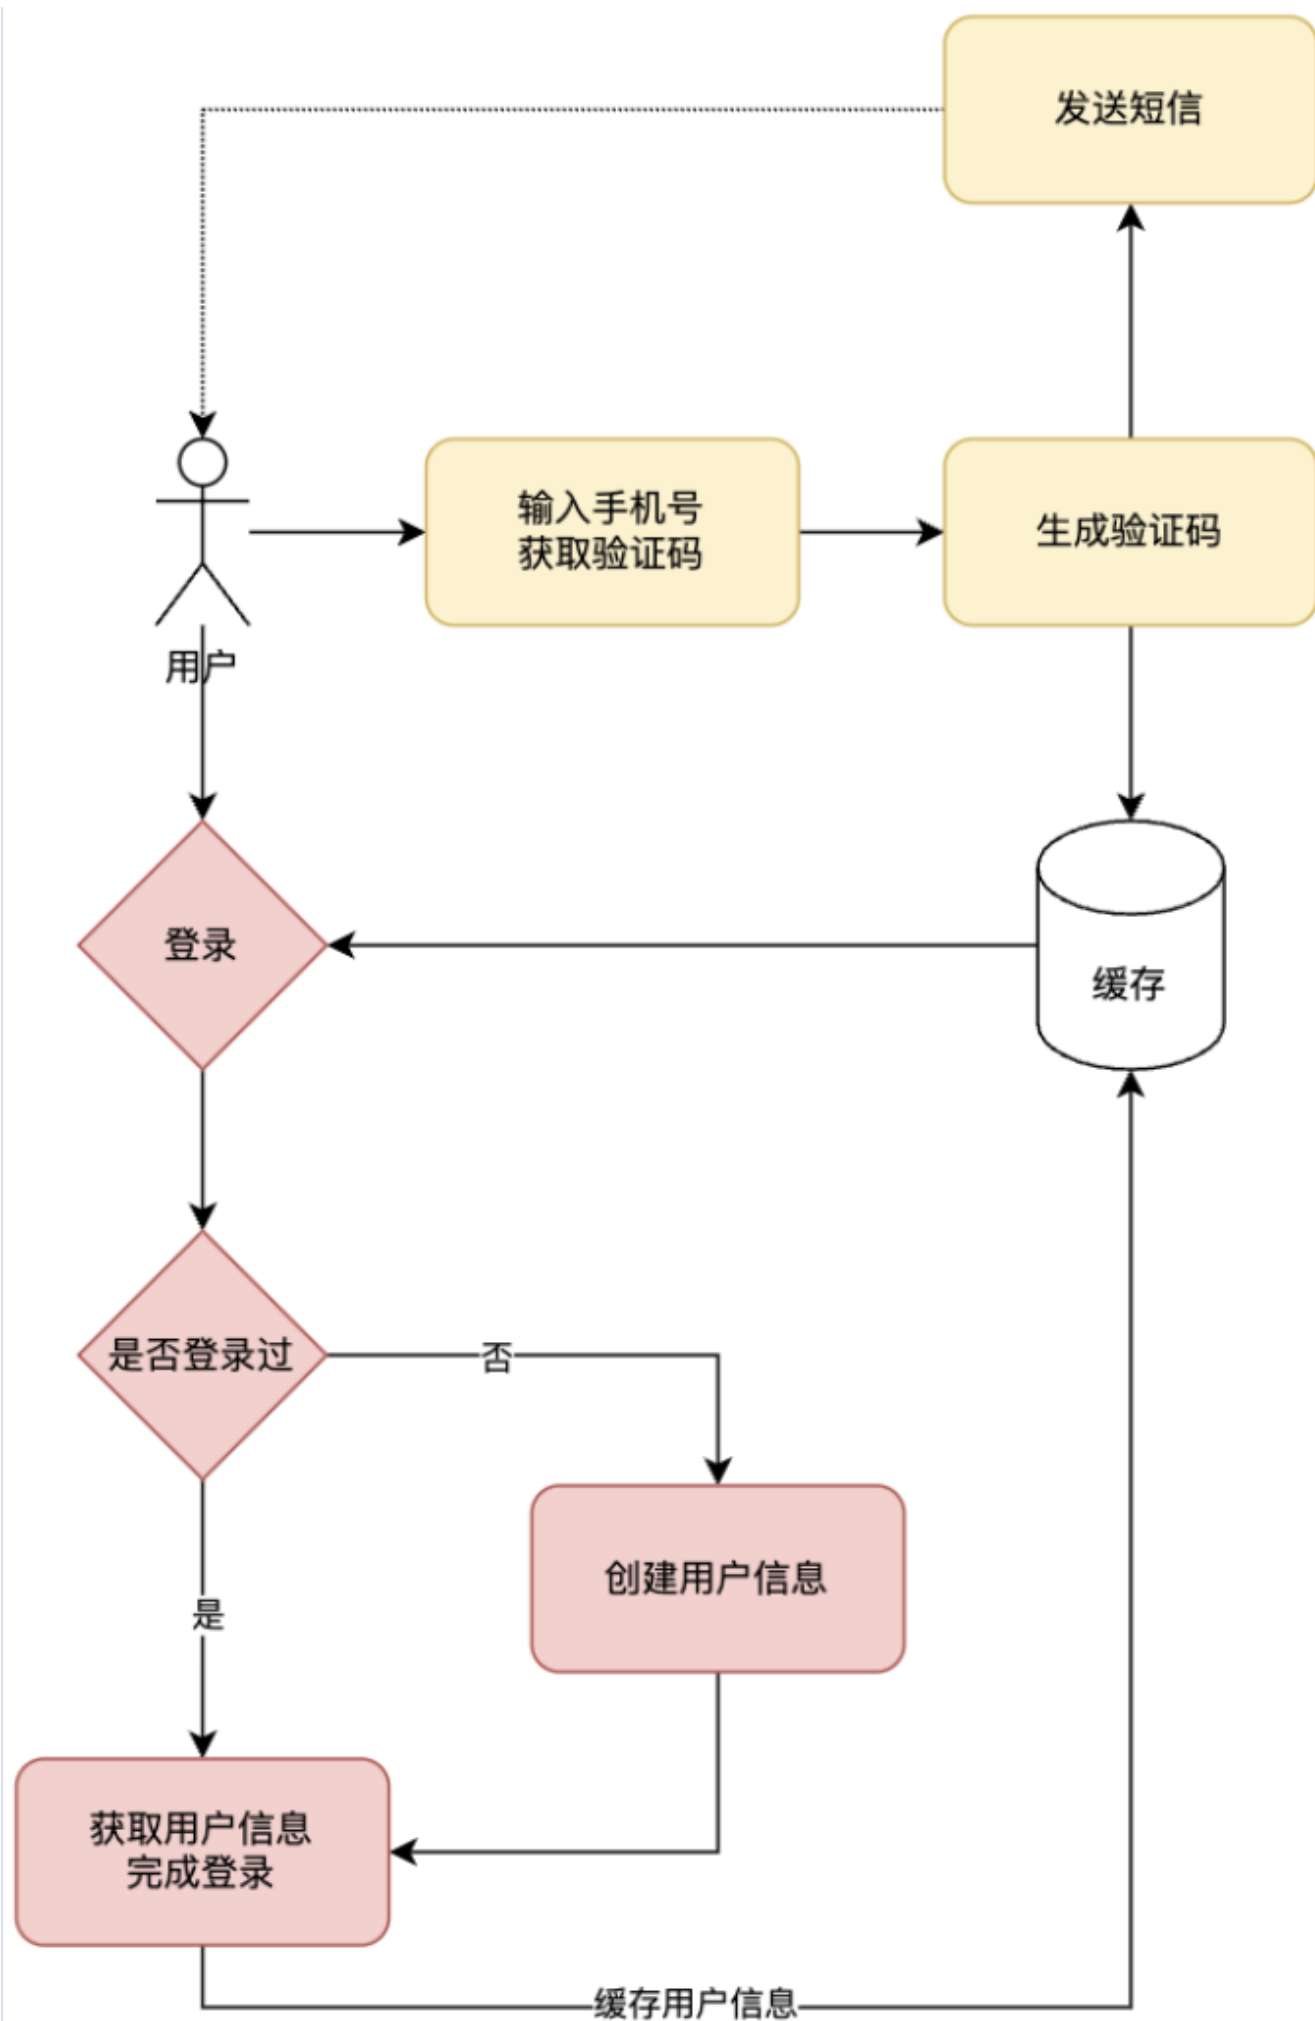 发送短信
输入手机号
获取验证码
生成验证码
用户
登录
缓存
是否登录过
否
创建用户信息
是
获取用户信息
完成登录
缓存用户信息